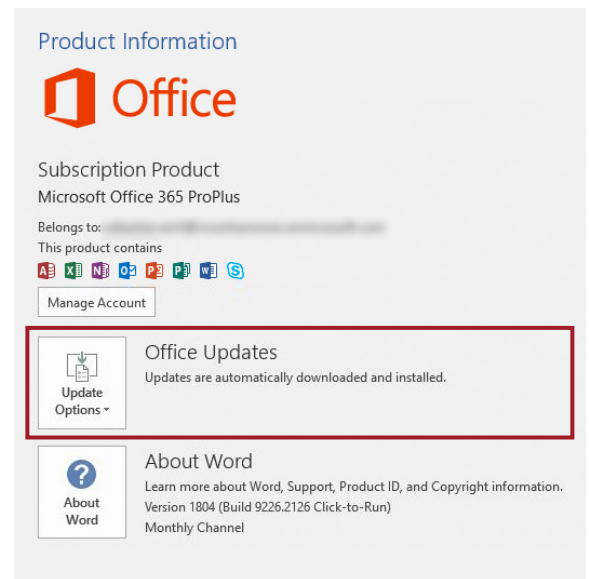 Product Information
Office
Subscription Product
Microsoft Office 365 ProPlus
Belongs to:
This product contains
Manage Account
Update
Options
Office Updates
Updates are automatically downloaded and installed.
About
Word
About Word
Learn more about Word, Support, Product ID, and Copyright information.
Version 1804 (Build 9226.2126 Click-to-Run)
Monthly Channel